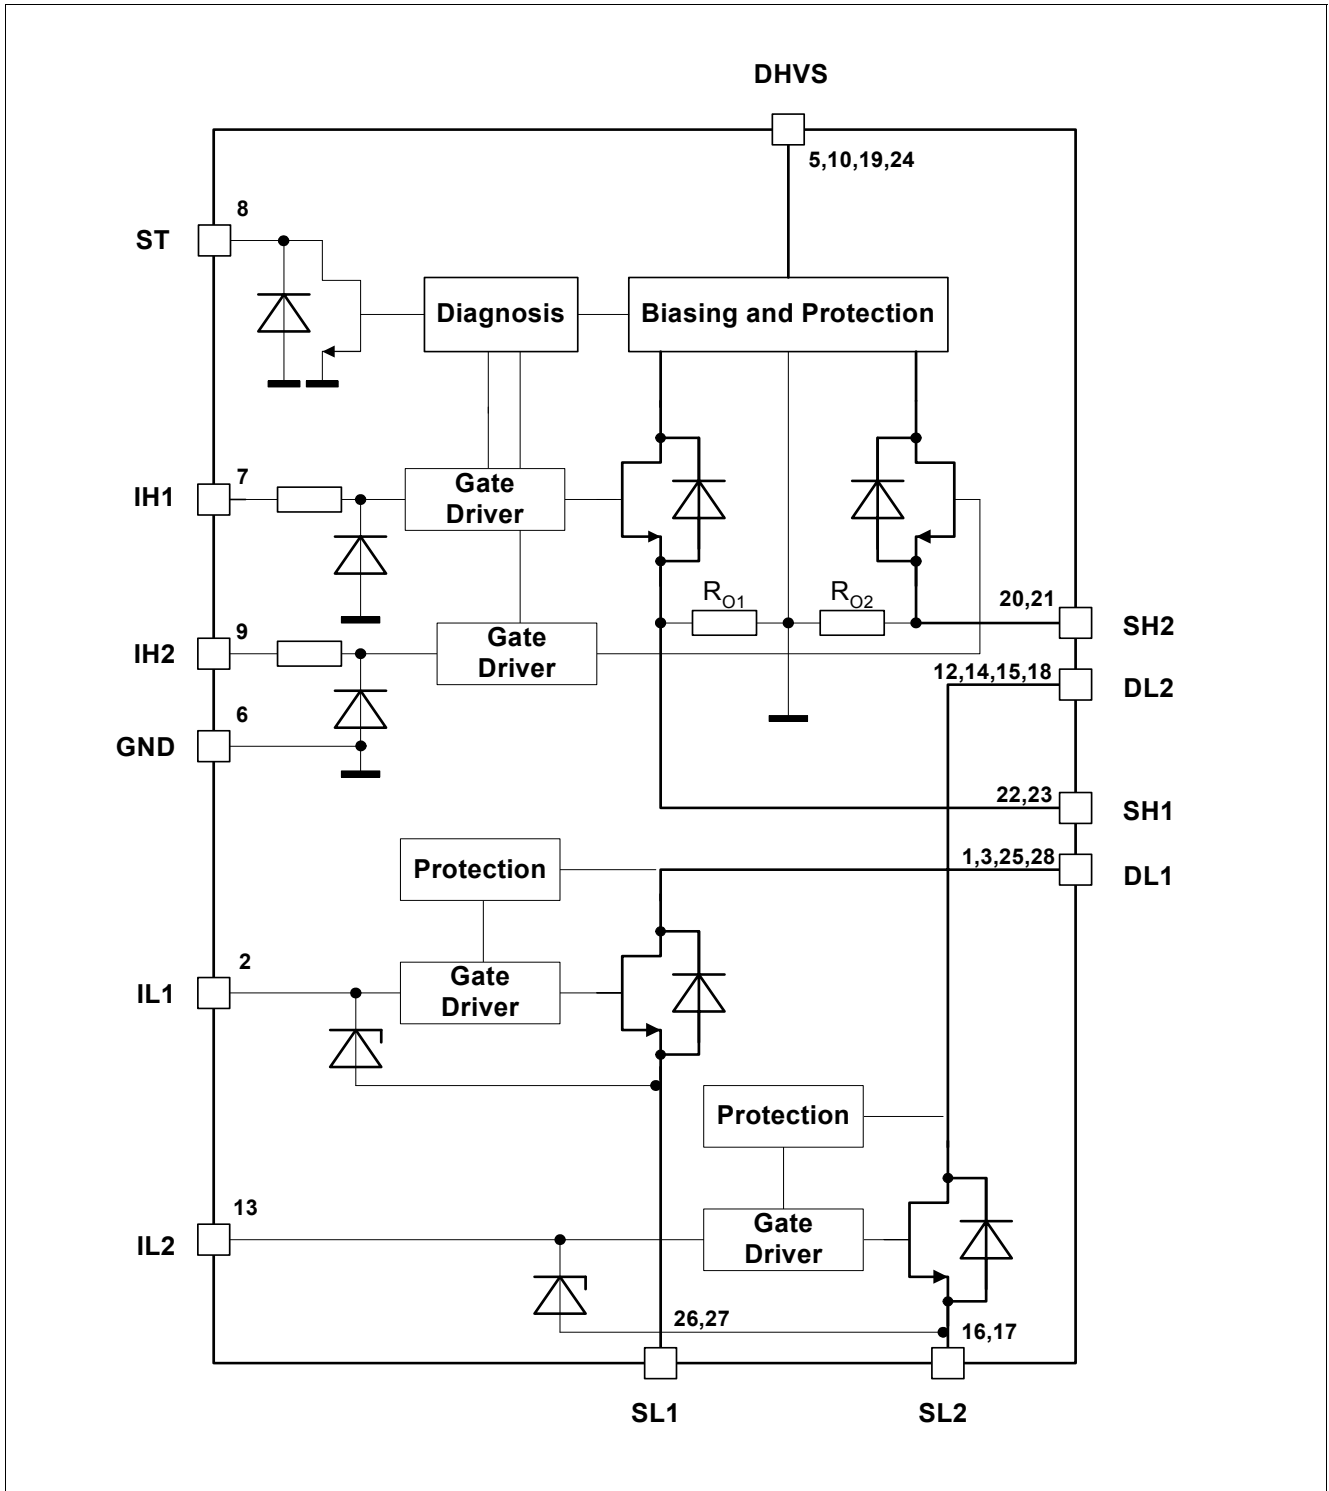 DHVS
5,10,19,24
8
ST
Diagnosis
Biasing and Protection
7
IH1
Gate
Driver
RO1
RO2
20,21
SH2
9
IH2
Gate
Driver
12,14,15,18
DL2
6
GND
22,23
SH1
Protection
1,3,25,28
DL1
2
IL1
Gate
Driver
Protection
13
IL2
Gate
Driver
26,27
16,17
SL1
SL2